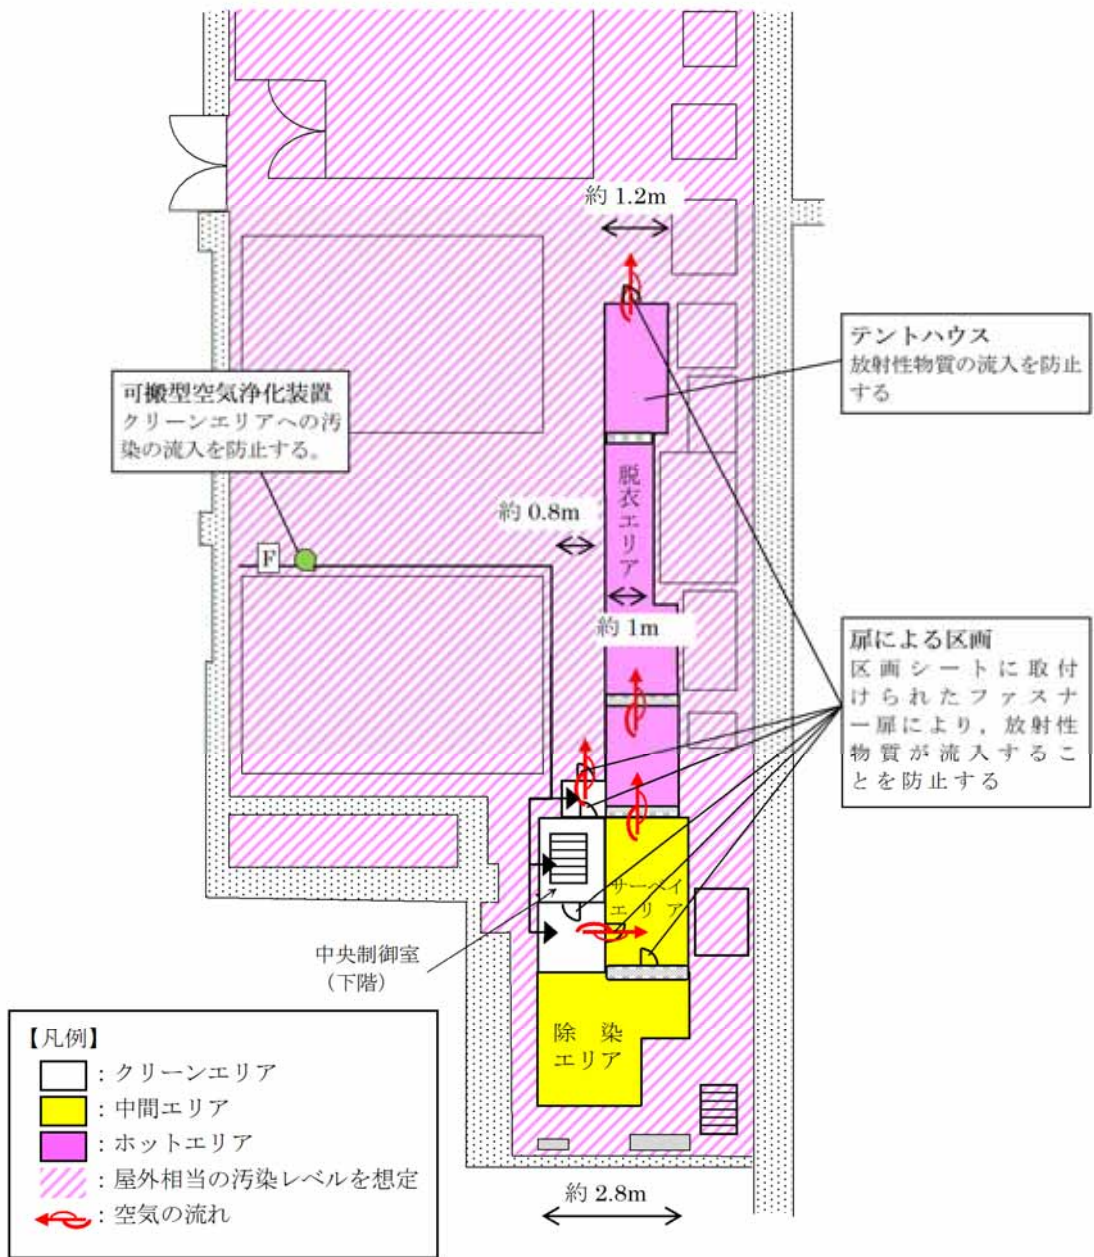 約 1.2m
テントハウス
放射性物質の流入を防止
する
可搬型空気浄化装置
クリーンエリアへの汚
染の流入を防止する。
脱衣エリア
約 0.8m
F
約 1m
扉による区画
区画シートに取付
けられたファスナ
ー扉により，放射性
物質が流入するこ
とを防止する
サーベイ
エリア
中央制御室
（下階）
除 染
エリア
【凡例】
：クリーンエリア
：中間エリア
：ホットエリア
：屋外相当の汚染レベルを想定
：空気の流れ
約 2.8m